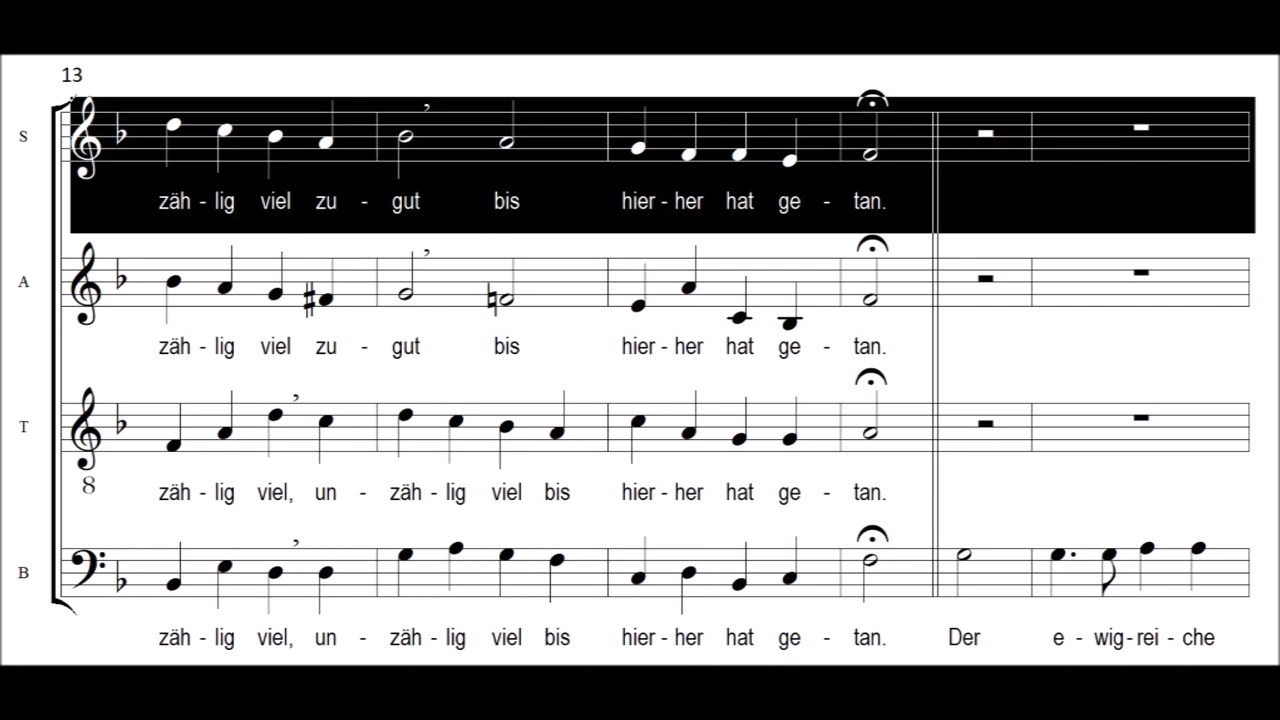 13
S
zäh - lig viel zu - gut bis hier - her hat ge - tan.
A
zäh - lig viel zu - gut bis hier - her hat ge - tan.
T
8
zäh - lig viel, un - zäh - lig viel bis hier - her hat ge - tan.
B
zäh - lig viel, un - zäh - lig viel bis hier - her hat ge - tan. Der e - wig - rei - che